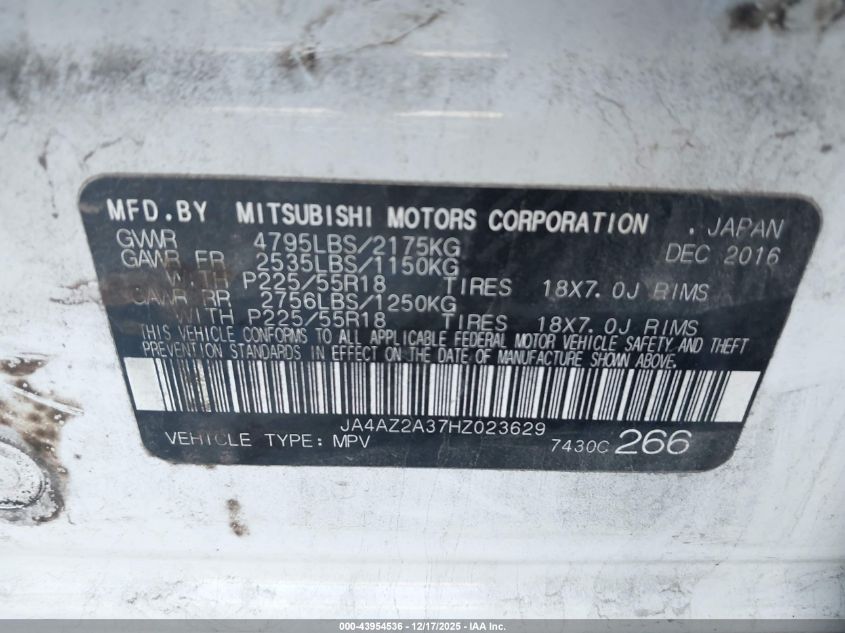 MFD.BY MITSUBISHI MOTORS CORPORATION . JAPAN
GVWR 4795LBS/2175KG DEC 2016
GAWR FR 2535LBS/1150KG
WITH P225/55R18 TIRES 18X7.0J RIMS
GAWR RR 2756LBS/1250KG
WITH P225/55R18 TIRES 18X7.0J RIMS
THIS VEHICLE CONFORMS TO ALL APPLICABLE FEDERAL MOTOR VEHICLE SAFETY AND THEFT
PREVENTION STANDARDS IN EFFECT ON THE DATE OF MANUFACTURE SHOWN ABOVE.
JA4AZ2A37HZ023629
VEHICLE TYPE: MPV 7430C 266
000-43954536 - 12/17/2025 - IAA Inc.